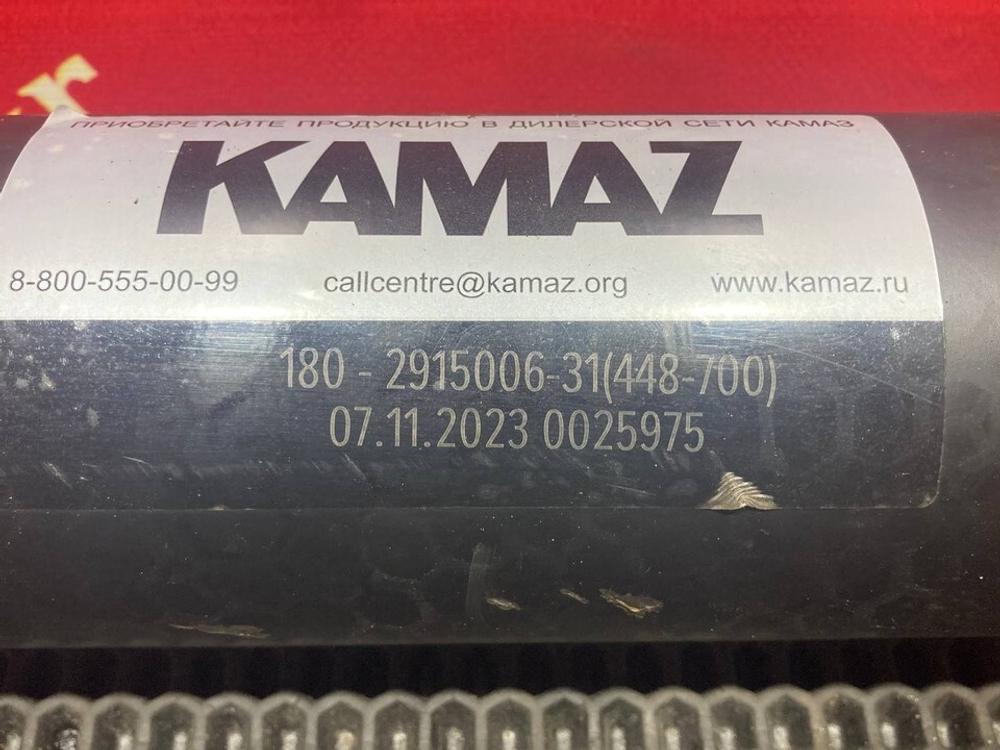 ПРИОБРЕТАЙТЕ ПРОДУКЦИЮ В ДИЛЕРСКОЙ СЕТИ КАМАЗ
KAMAZ
8-800-555-00-99 callcentre@kamaz.org www.kamaz.ru
180 - 2915006-31(448-700)
07.11.2023 0025975